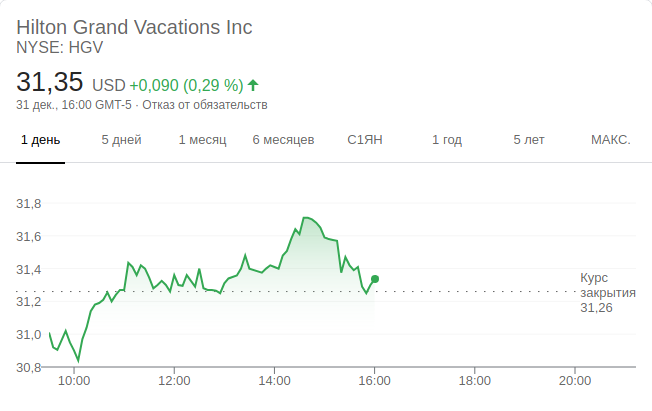 Hilton Grand Vacations Inc
NYSE: HGV
31,35 USD +0,090 (0,29 %)
31 дек., 16:00 GMT-5 · Отказ от обязательств
1 день 5 дней 1 месяц 6 месяцев С1ЯН 1 год 5 лет МАКС.
31,8
31,6
31,4
31,2
31,0
30,8
Курс
закрытия
31,26
10:00 12:00 14:00 16:00 18:00 20:00